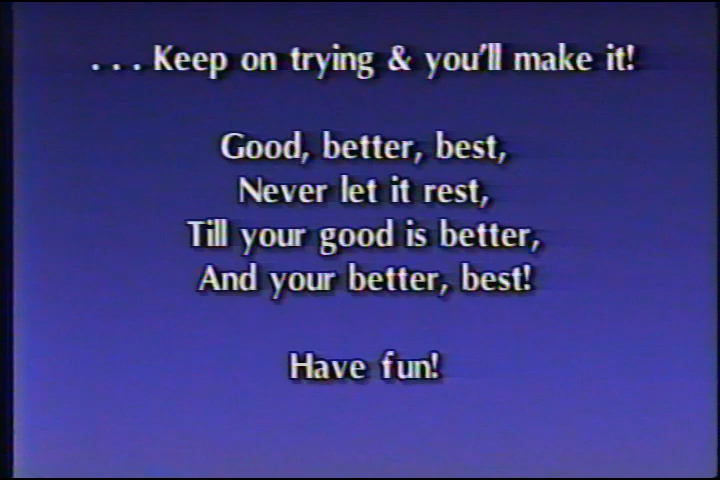 . . . Keep on trying & you'll make it!
Good, better, best,
Never let it rest,
Till your good is better,
And your better, best!
Have fun!